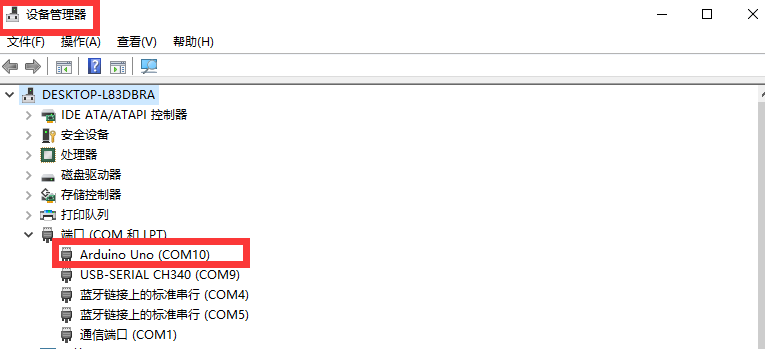 设备管理器
文件(F) 操作(A) 查看(V) 帮助(H)
DESKTOP-L83DBRA
IDE ATA/ATAPI 控制器
安全设备
处理器
磁盘驱动器
存储控制器
打印队列
端口 (COM 和 LPT)
Arduino Uno (COM10)
USB-SERIAL CH340 (COM9)
蓝牙链接上的标准串行 (COM4)
蓝牙链接上的标准串行 (COM5)
通信端口 (COM1)